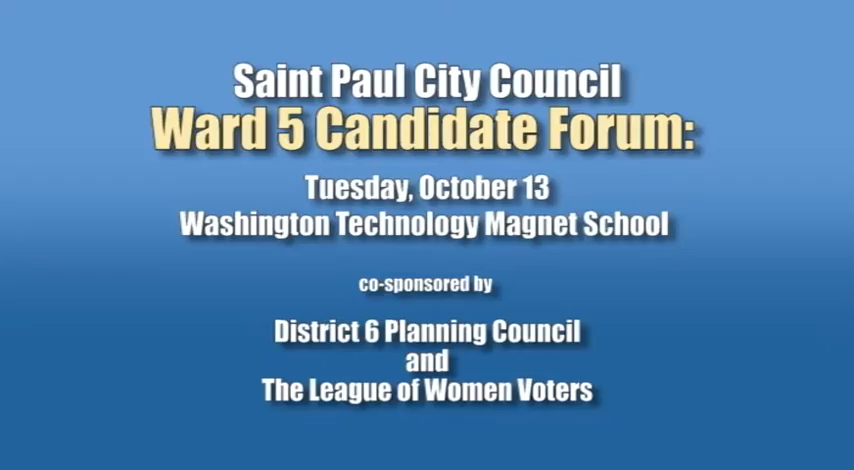 Saint Paul City Council
Ward 5 Candidate Forum:
Tuesday, October 13
Washington Technology Magnet School
co-sponsored by
District 6 Planning Council
and
The League of Women Voters